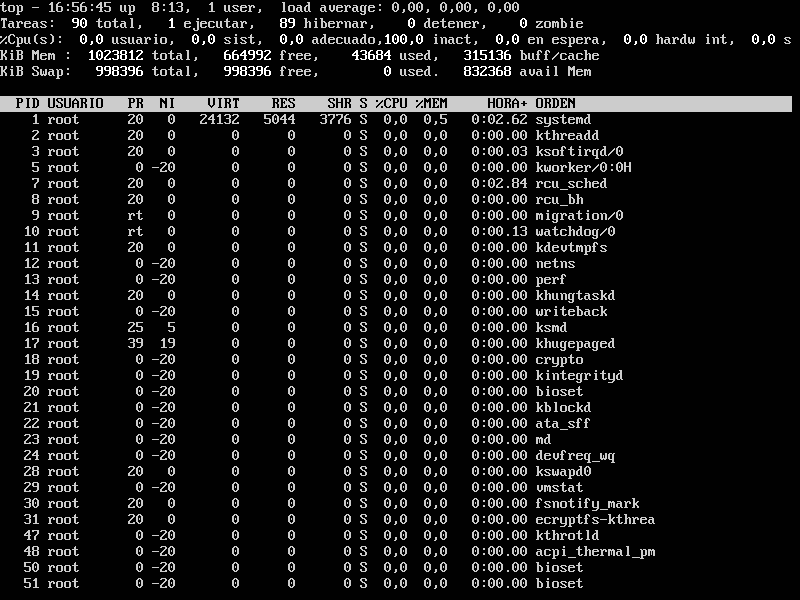 top - 16:56:45 up  8:13,  1 user,  load average: 0,00, 0,00, 0,00
Tareas:  90 total,   1 ejecutar,  89 hibernar,   0 detener,   0 zombie
%Cpu(s):  0,0 usuario,  0,0 sist,  0,0 adecuado,100,0 inact,  0,0 en espera,  0,0 hardw int,  0,0 s
KiB Mem :  1023812 total,   664992 free,    43684 used,   315136 buff/cache
KiB Swap:   998396 total,   998396 free,        0 used.   832368 avail Mem
PID USUARIO   PR  NI    VIRT    RES    SHR S %CPU %MEM     HORA+ ORDEN
1 root      20   0   24132   5044   3776 S  0,0  0,5   0:02.62 systemd
2 root      20   0       0      0      0 S  0,0  0,0   0:00.00 kthreadd
3 root      20   0       0      0      0 S  0,0  0,0   0:00.03 ksoftirqd/0
5 root       0 -20       0      0      0 S  0,0  0,0   0:00.00 kworker/0:0H
7 root      20   0       0      0      0 S  0,0  0,0   0:02.84 rcu_sched
8 root      20   0       0      0      0 S  0,0  0,0   0:00.00 rcu_bh
9 root      rt   0       0      0      0 S  0,0  0,0   0:00.00 migration/0
10 root      rt   0       0      0      0 S  0,0  0,0   0:00.13 watchdog/0
11 root      20   0       0      0      0 S  0,0  0,0   0:00.00 kdevtmpfs
12 root       0 -20       0      0      0 S  0,0  0,0   0:00.00 netns
13 root       0 -20       0      0      0 S  0,0  0,0   0:00.00 perf
14 root      20   0       0      0      0 S  0,0  0,0   0:00.00 khungtaskd
15 root       0 -20       0      0      0 S  0,0  0,0   0:00.00 writeback
16 root      25   5       0      0      0 S  0,0  0,0   0:00.00 ksmd
17 root      39  19       0      0      0 S  0,0  0,0   0:00.00 khugepaged
18 root       0 -20       0      0      0 S  0,0  0,0   0:00.00 crypto
19 root       0 -20       0      0      0 S  0,0  0,0   0:00.00 kintegrityd
20 root       0 -20       0      0      0 S  0,0  0,0   0:00.00 bioset
21 root       0 -20       0      0      0 S  0,0  0,0   0:00.00 kblockd
22 root       0 -20       0      0      0 S  0,0  0,0   0:00.00 ata_sff
23 root       0 -20       0      0      0 S  0,0  0,0   0:00.00 md
24 root       0 -20       0      0      0 S  0,0  0,0   0:00.00 devfreq_wq
28 root      20   0       0      0      0 S  0,0  0,0   0:00.00 kswapd0
29 root       0 -20       0      0      0 S  0,0  0,0   0:00.00 vmstat
30 root      20   0       0      0      0 S  0,0  0,0   0:00.00 fsnotify_mark
31 root      20   0       0      0      0 S  0,0  0,0   0:00.00 ecryptfs-kthrea
47 root       0 -20       0      0      0 S  0,0  0,0   0:00.00 kthrotld
48 root       0 -20       0      0      0 S  0,0  0,0   0:00.00 acpi_thermal_pm
50 root       0 -20       0      0      0 S  0,0  0,0   0:00.00 bioset
51 root       0 -20       0      0      0 S  0,0  0,0   0:00.00 bioset